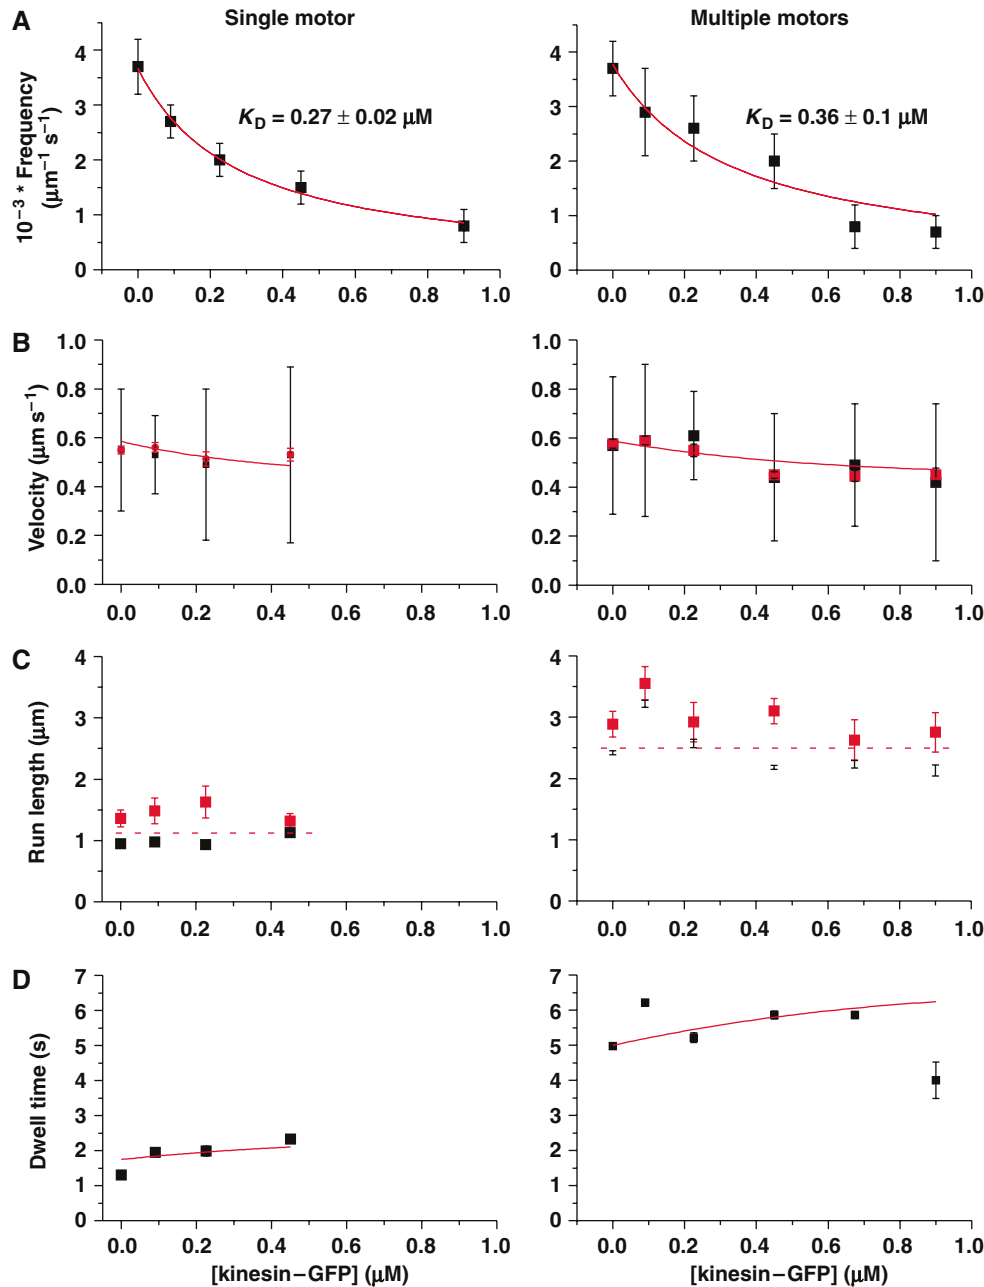 A
Single motor
Multiple motors
10⁻³ * Frequency
(μm⁻¹ s⁻¹)
4
3
2
1
0
K_D = 0.27 ± 0.02 μM
0.0 0.2 0.4 0.6 0.8 1.0
4
3
2
1
0
K_D = 0.36 ± 0.1 μM
0.0 0.2 0.4 0.6 0.8 1.0
B
Velocity (μm s⁻¹)
1.0
0.8
0.6
0.4
0.2
0.0
0.0 0.2 0.4 0.6 0.8 1.0
1.0
0.8
0.6
0.4
0.2
0.0
0.0 0.2 0.4 0.6 0.8 1.0
C
Run length (μm)
4
3
2
1
0
0.0 0.2 0.4 0.6 0.8 1.0
4
3
2
1
0
0.0 0.2 0.4 0.6 0.8 1.0
D
Dwell time (s)
7
6
5
4
3
2
1
0
0.0 0.2 0.4 0.6 0.8 1.0
[kinesin–GFP] (μM)
7
6
5
4
3
2
1
0
0.0 0.2 0.4 0.6 0.8 1.0
[kinesin–GFP] (μM)